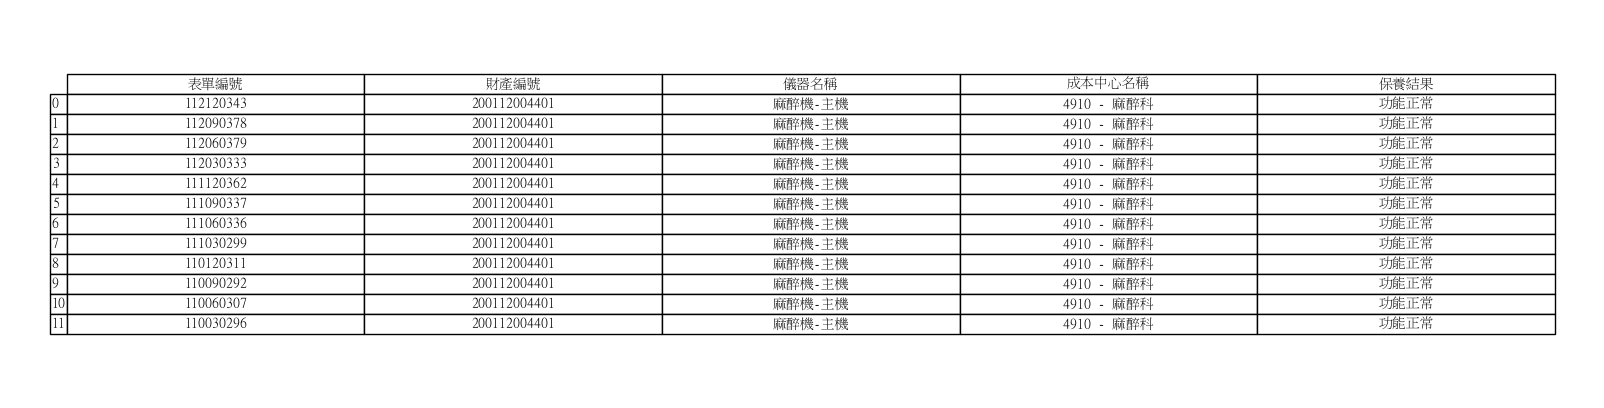 表單編號 財產編號 儀器名稱 成本中心名稱 保養結果
0 112120343 200112004401 麻醉機-主機 4910 - 麻醉科 功能正常
1 112090378 200112004401 麻醉機-主機 4910 - 麻醉科 功能正常
2 112060379 200112004401 麻醉機-主機 4910 - 麻醉科 功能正常
3 112030333 200112004401 麻醉機-主機 4910 - 麻醉科 功能正常
4 111120362 200112004401 麻醉機-主機 4910 - 麻醉科 功能正常
5 111090337 200112004401 麻醉機-主機 4910 - 麻醉科 功能正常
6 111060336 200112004401 麻醉機-主機 4910 - 麻醉科 功能正常
7 111030299 200112004401 麻醉機-主機 4910 - 麻醉科 功能正常
8 110120311 200112004401 麻醉機-主機 4910 - 麻醉科 功能正常
9 110090292 200112004401 麻醉機-主機 4910 - 麻醉科 功能正常
10 110060307 200112004401 麻醉機-主機 4910 - 麻醉科 功能正常
11 110030296 200112004401 麻醉機-主機 4910 - 麻醉科 功能正常